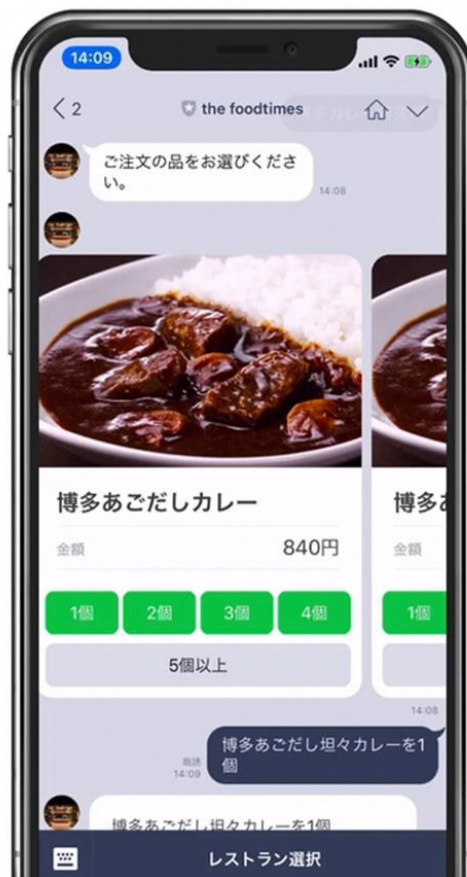 14:09
2
the foodtimes
ご注文の品をお選びくださ
い。
14:08
博多あごだしカレー
博多あ
金額
840円
金額
1個
2個
3個
4個
1個
5個以上
14:08
博多あごだし坦々カレーを1
個
既読
14:09
博多あごだし坦々カレーを1個
レストラン選択